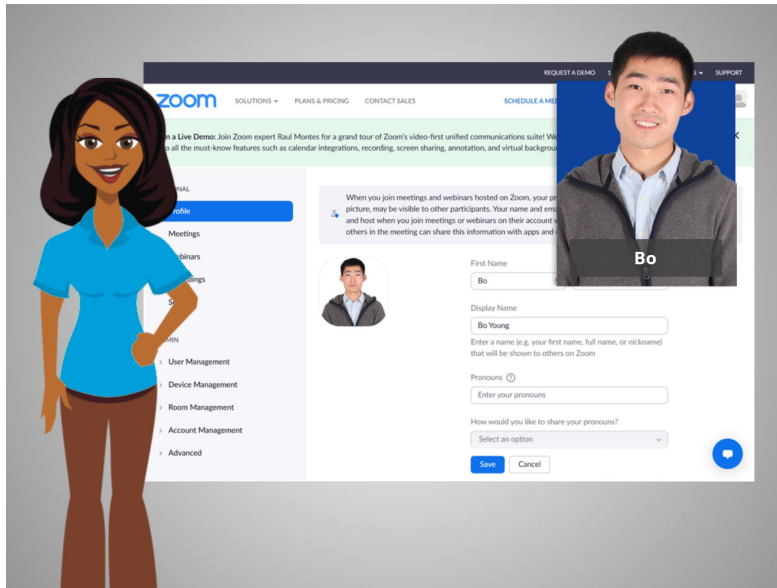 REQUEST A DEMO
SUPPORT
zoom
SOLUTIONS
PLANS & PRICING
CONTACT SALES
SCHEDULE A
a Live Demo: Join Zoom expert Raul Montes for a grand tour of Zoom's video-first unified communications suite! We
all the must-know features such as calendar integrations, recording, screen sharing, annotation, and virtual
When you join meetings and webinars hosted on Zoom, your
picture, may be visible to other participants. Your name and
and host when you join meetings or webinars on their account
others in the meeting can share this information with apps and
Meetings
User Management
Device Management
Room Management
Account Management
Advanced
Bo
First Name
Bo
Display Name
Bo Young
Enter a name (e.g. your first name, full name, or nickname)
that will be shown to others on Zoom
Pronouns ?
Enter your pronouns
How would you like to share your pronouns?
Select an option
Save
Cancel